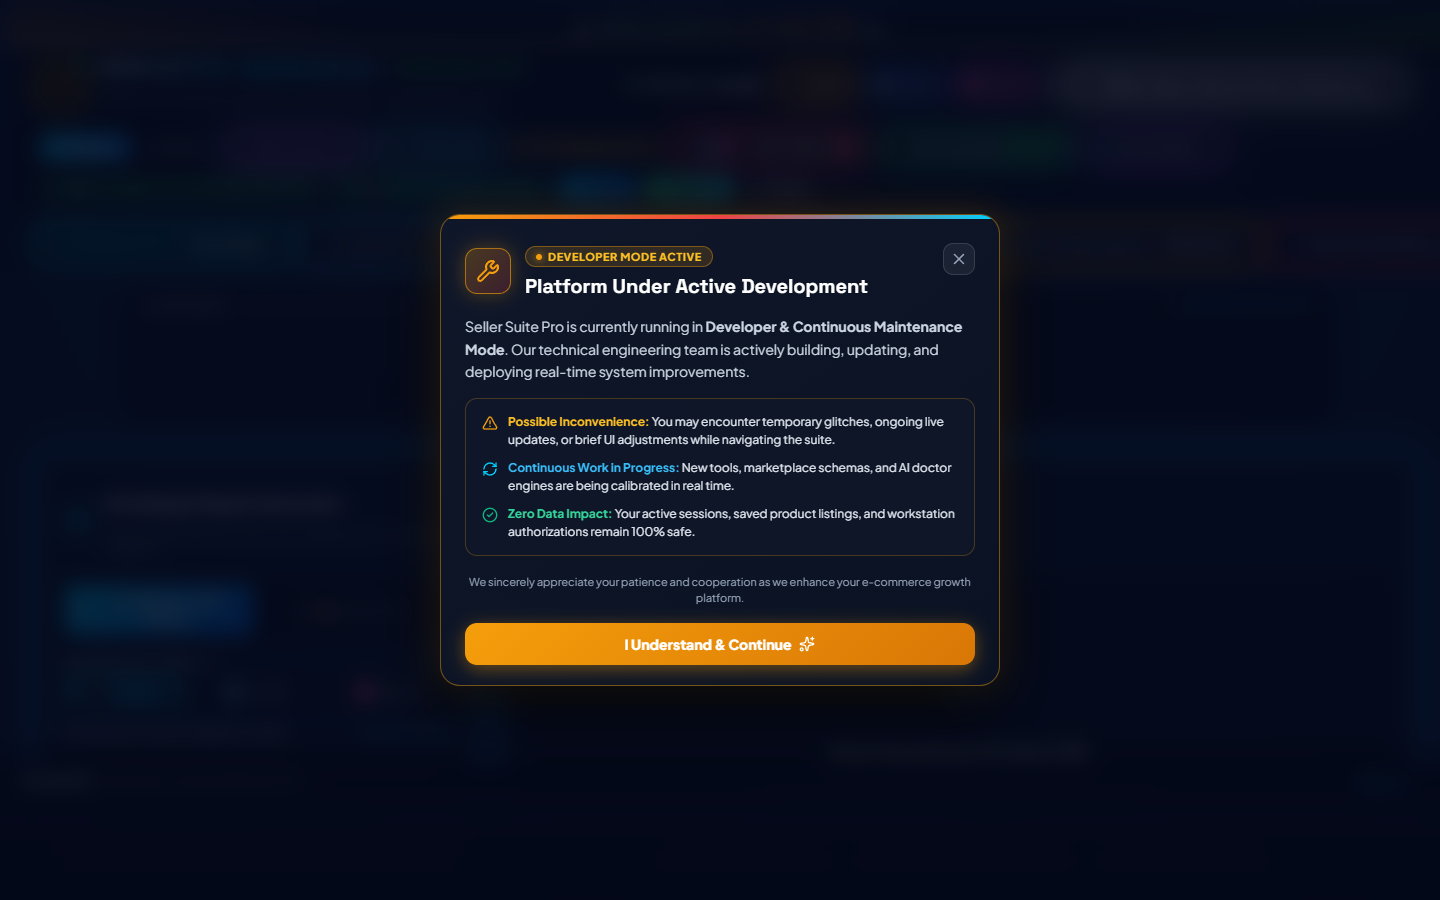 DEVELOPER MODE ACTIVE
Platform Under Active Development
Seller Suite Pro is currently running in Developer & Continuous Maintenance
Mode. Our technical engineering team is actively building, updating, and
deploying real-time system improvements.
Possible Inconvenience: You may encounter temporary glitches, ongoing live
updates, or brief UI adjustments while navigating the suite.
Continuous Work in Progress: New tools, marketplace schemas, and AI doctor
engines are being calibrated in real time.
Zero Data Impact: Your active sessions, saved product listings, and workstation
authorizations remain 100% safe.
We sincerely appreciate your patience and cooperation as we enhance your e-commerce growth
platform.
I Understand & Continue